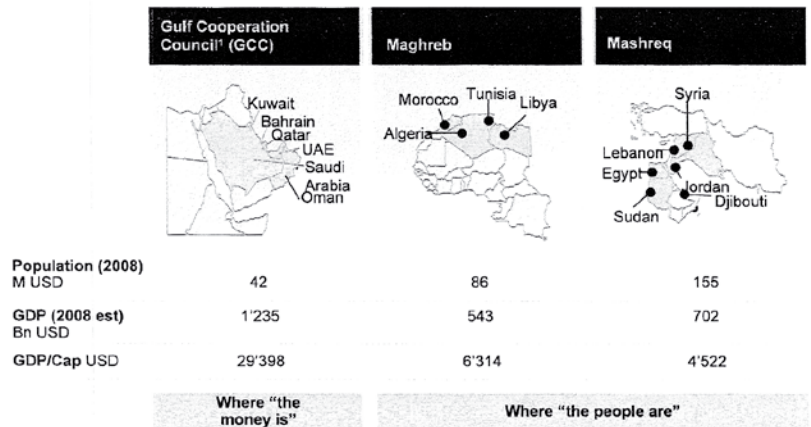 Gulf Cooperation
Council¹ (GCC)
Maghreb
Mashreq
Kuwait
Bahrain
Qatar
UAE
Saudi
Arabia
Oman
Morocco
Tunisia
Libya
Algeria
Syria
Lebanon
Egypt
Jordan
Djibouti
Sudan
Population (2008)
M USD
42
86
155
GDP (2008 est)
Bn USD
1'235
543
702
GDP/Cap USD
29'398
6'314
4'522
Where "the
money is"
Where "the people are"